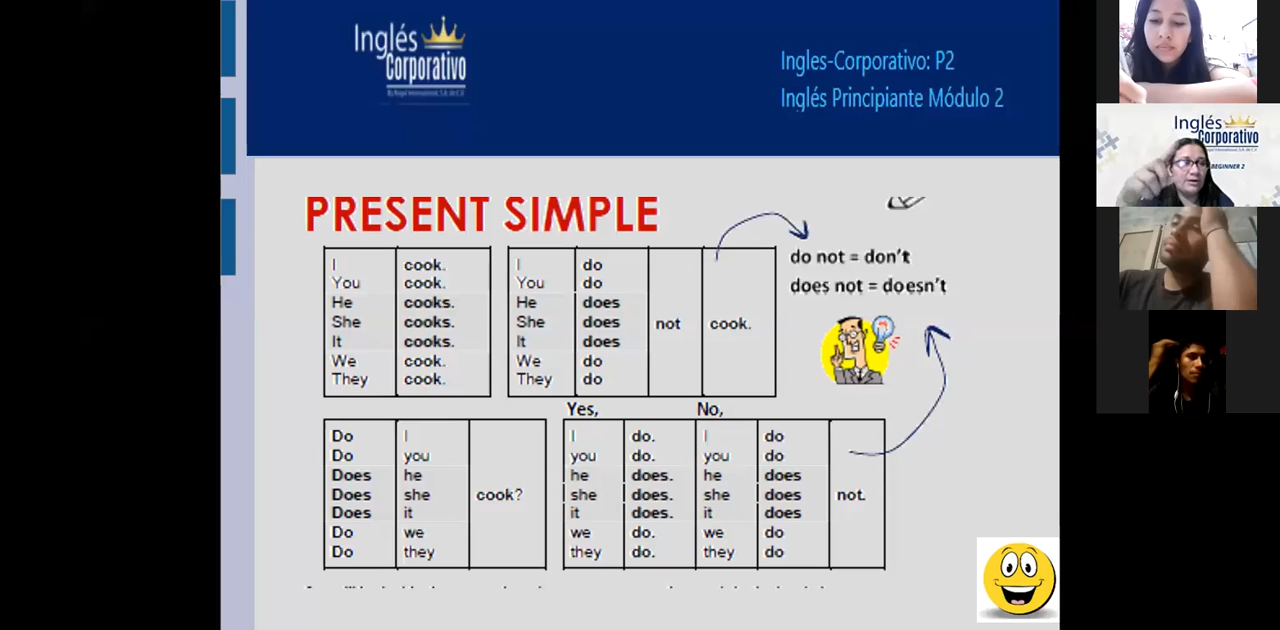 Inglés
Corporativo
Ingles-Corporativo: P2
Inglés Principiante Módulo 2
PRESENT SIMPLE
I cook.
You cook.
He cooks.
She cooks.
It cooks.
We cook.
They cook.
I do
You do
He does
She does
It does
We do
They do
not
cook.
do not = don't
does not = doesn't
Do I
Do you
Does he
Does she
Does it
Do we
Do they
cook?
Yes,
I do.
you do.
he does.
she does.
it does.
we do.
they do.
No,
I do
you do
he does
she does
it does
we do
they do
not.
Inglés
Corporativo
BEGINNER 2